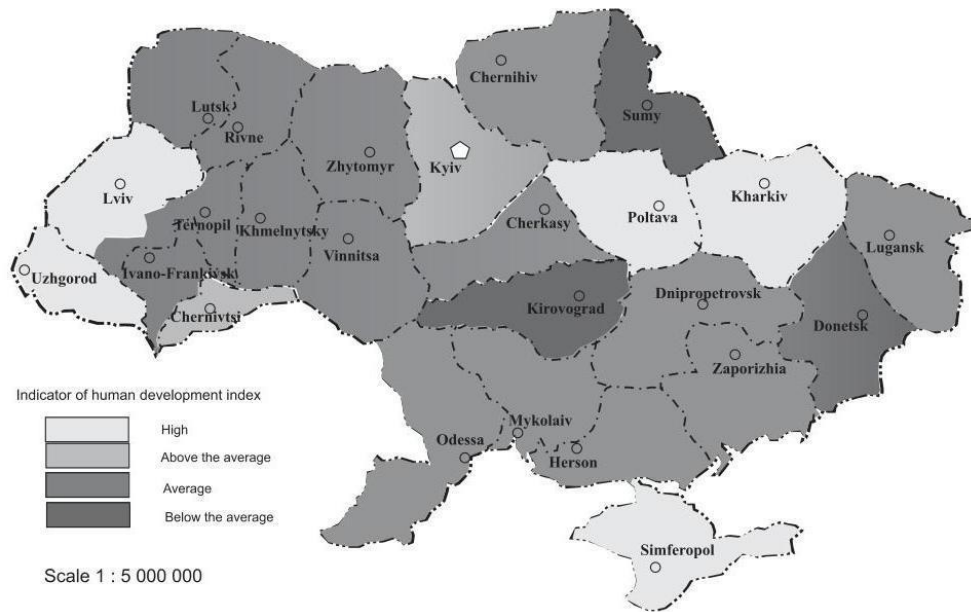 Chernihiv
Sumy
Lutsk
Rivne
Zhytomyr
Kyiv
Lviv
Kharkiv
Poltava
Ternopil
Khmelnytsky
Cherkasy
Vinnitsa
Lugansk
Uzhgorod
Ivano-Frankivsk
Chernivtsi
Kirovograd
Dnipropetrovsk
Donetsk
Zaporizhia
Indicator of human development index
High
Above the average
Average
Below the average
Mykolaiv
Odessa
Herson
Simferopol
Scale 1 : 5 000 000